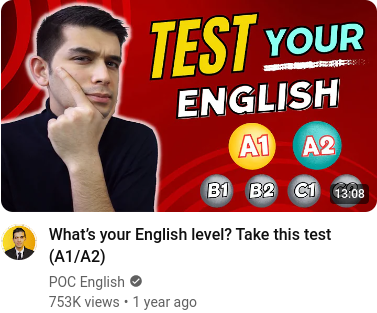 TEST YOUR
ENGLISH
A1 A2
B1 B2 C1
13:08
What's your English level? Take this test
(A1/A2)
POC English
753K views • 1 year ago